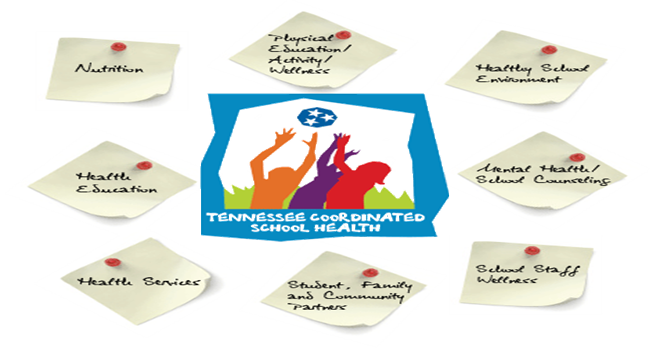 Nutrition
Physical
Education/
Activity/
Wellness
Healthy School
Environment
Health
Education
TENNESSEE COORDINATED
SCHOOL HEALTH
Mental Health/
School Counseling
Health Services
Student, Family
and Community
Partners
School Staff
Wellness